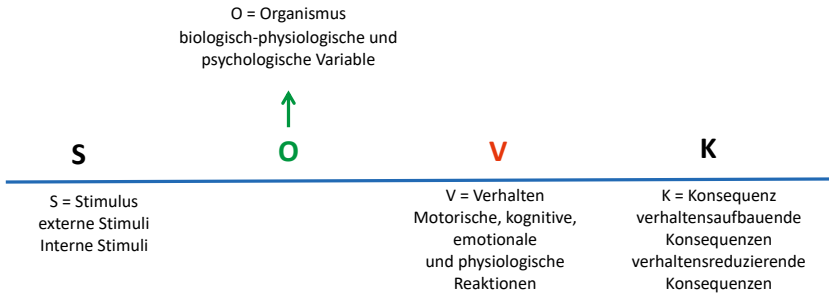 O = Organismus
biologisch-physiologische und
psychologische Variable
S
O
V
K
S = Stimulus
externe Stimuli
Interne Stimuli
V = Verhalten
Motorische, kognitive,
emotionale
und physiologische
Reaktionen
K = Konsequenz
verhaltensaufbauende
Konsequenzen
verhaltensreduzierende
Konsequenzen